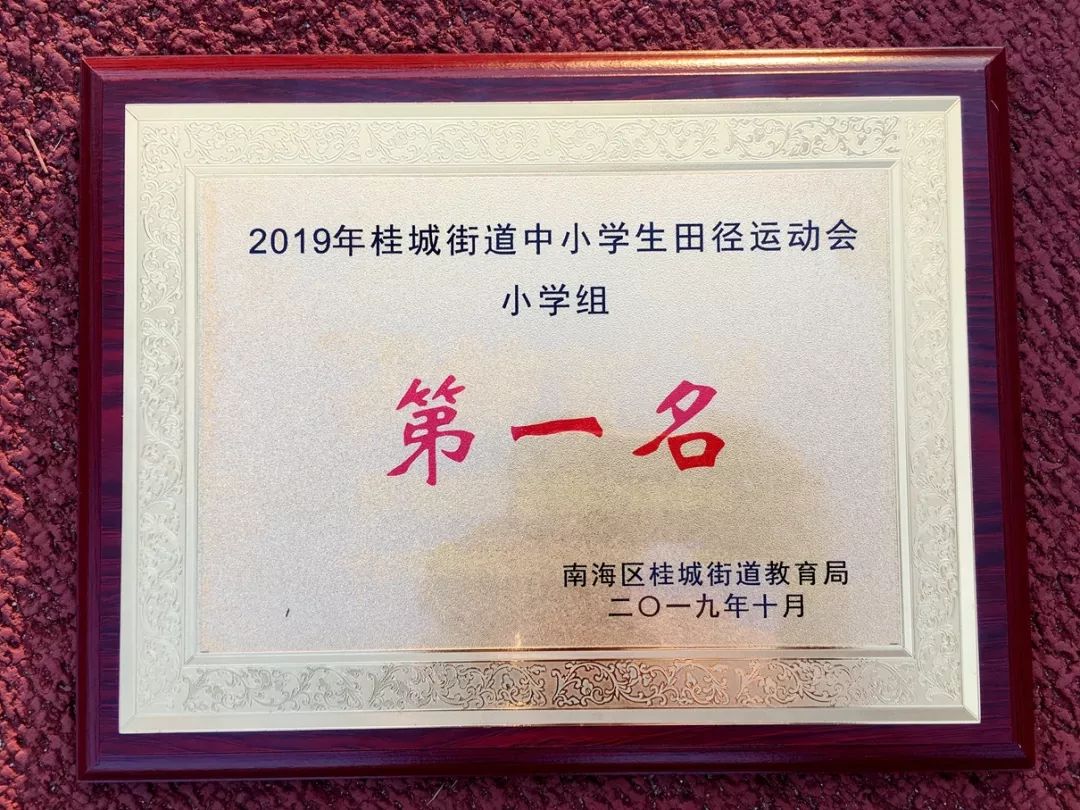 2019年桂城街道中小学生田径运动会
小学组
第一名
南海区桂城街道教育局
二〇一九年十月